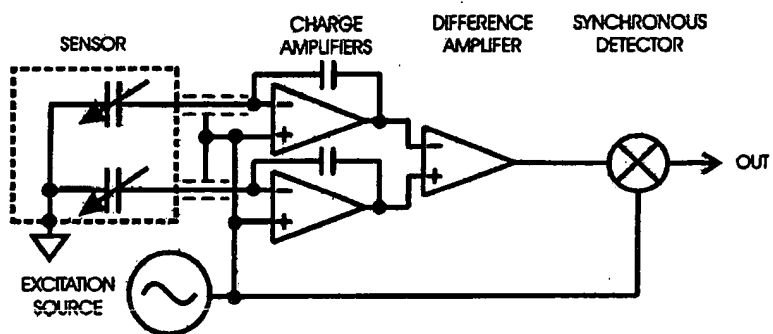 SENSOR
CHARGE
AMPLIFIERS
DIFFERENCE
AMPLIFER
SYNCHRONOUS
DETECTOR
OUT
EXCITATION
SOURCE